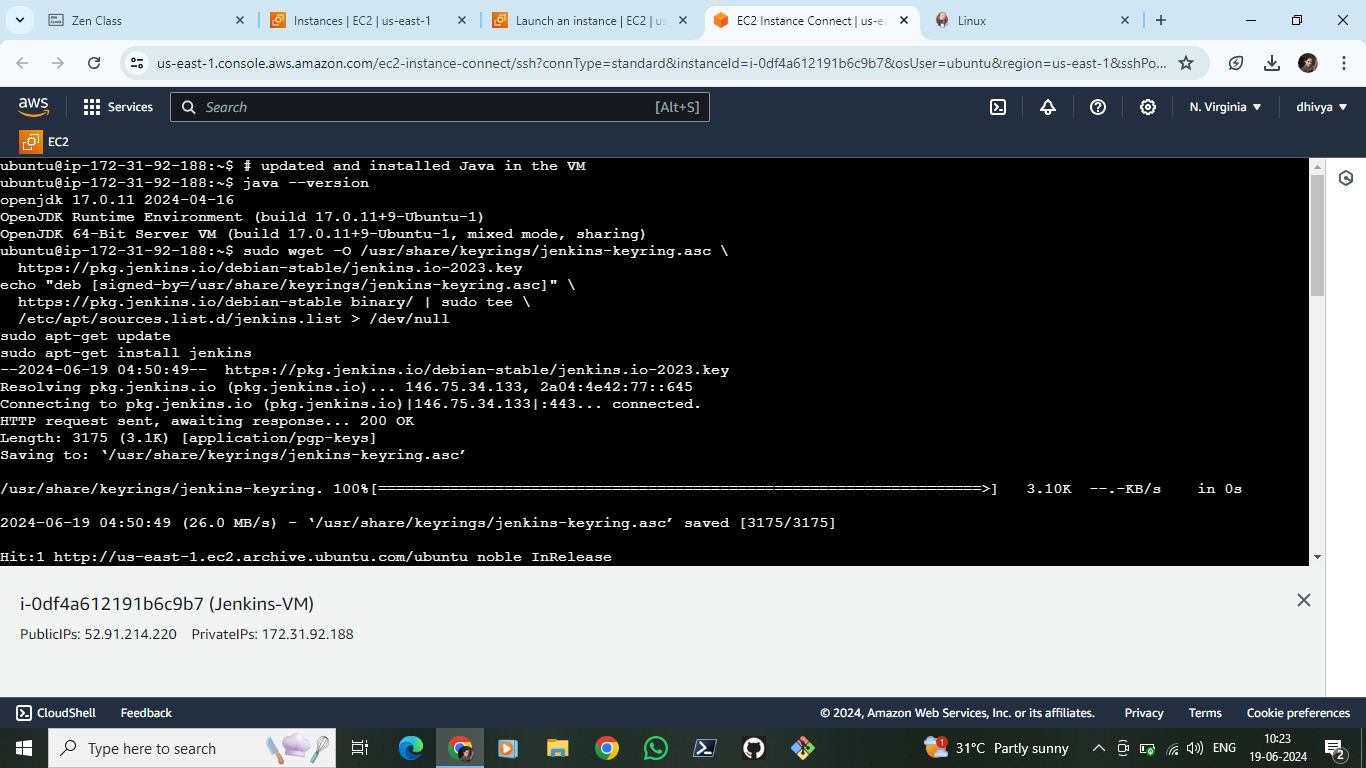 Zen Class
Instances | EC2 | us-east-1
Launch an instance | EC2 | us
EC2 Instance Connect | us-ea
Linux
us-east-1.console.aws.amazon.com/ec2-instance-connect/ssh?connType=standard&instanceId=i-0df4a612191b6c9b7&osUser=ubuntu&region=us-east-1&sshPo...
aws
Services
Search
[Alt+S]
N. Virginia
dhivya
EC2
ubuntu@ip-172-31-92-188:~$ # updated and installed Java in the VM
ubuntu@ip-172-31-92-188:~$ java --version
openjdk 17.0.11 2024-04-16
OpenJDK Runtime Environment (build 17.0.11+9-Ubuntu-1)
OpenJDK 64-Bit Server VM (build 17.0.11+9-Ubuntu-1, mixed mode, sharing)
ubuntu@ip-172-31-92-188:~$ sudo wget -O /usr/share/keyrings/jenkins-keyring.asc \
  https://pkg.jenkins.io/debian-stable/jenkins.io-2023.key
echo "deb [signed-by=/usr/share/keyrings/jenkins-keyring.asc]" \
  https://pkg.jenkins.io/debian-stable binary/ | sudo tee \
  /etc/apt/sources.list.d/jenkins.list > /dev/null
sudo apt-get update
sudo apt-get install jenkins
--2024-06-19 04:50:49--  https://pkg.jenkins.io/debian-stable/jenkins.io-2023.key
Resolving pkg.jenkins.io (pkg.jenkins.io)... 146.75.34.133, 2a04:4e42:77::645
Connecting to pkg.jenkins.io (pkg.jenkins.io)|146.75.34.133|:443... connected.
HTTP request sent, awaiting response... 200 OK
Length: 3175 (3.1K) [application/pgp-keys]
Saving to: ‘/usr/share/keyrings/jenkins-keyring.asc’
/usr/share/keyrings/jenkins-keyring. 100%[===================================================================>]   3.10K  --.-KB/s    in 0s
2024-06-19 04:50:49 (26.0 MB/s) - ‘/usr/share/keyrings/jenkins-keyring.asc’ saved [3175/3175]
Hit:1 http://us-east-1.ec2.archive.ubuntu.com/ubuntu noble InRelease
i-0df4a612191b6c9b7 (Jenkins-VM)
PublicIPs: 52.91.214.220    PrivateIPs: 172.31.92.188
CloudShell
Feedback
© 2024, Amazon Web Services, Inc. or its affiliates.
Privacy
Terms
Cookie preferences
Type here to search
1
31°C Partly sunny
ENG
10:23
19-06-2024
2